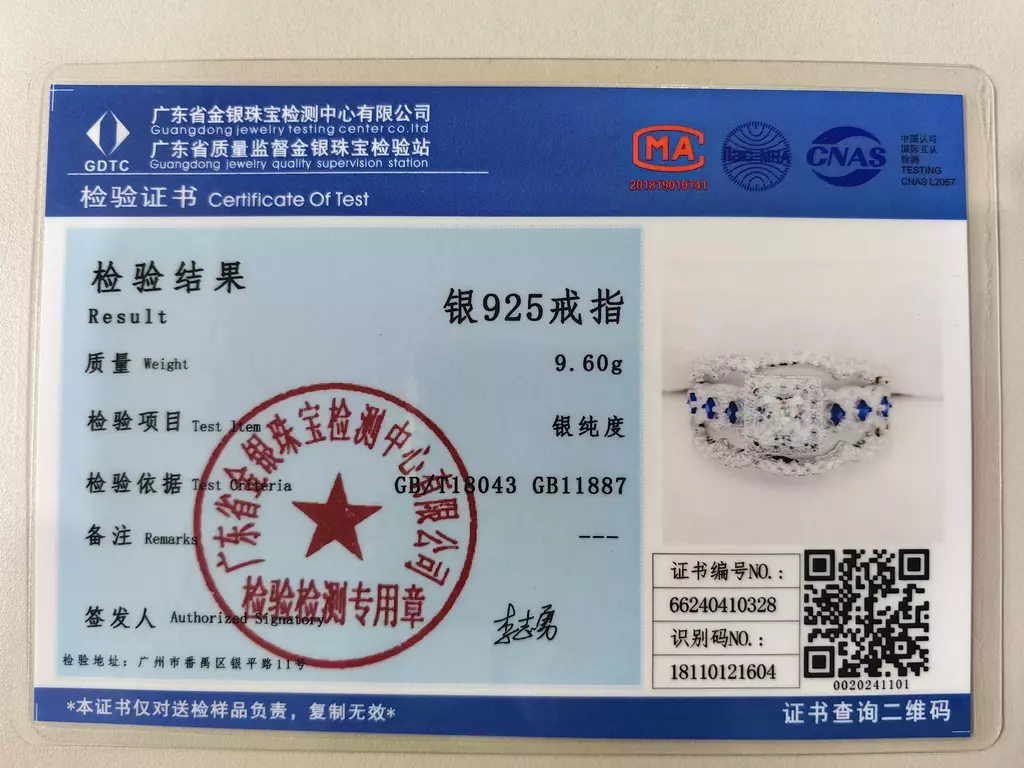 广东省金银珠宝检测中心有限公司
Guangdong jewelry testing center co.ltd
广东省质量监督金银珠宝检验站
Guangdong jewelry quality supervision station
GDTC
检验证书 Certificate Of Test
MA
201819010741
ilac-MRA
CNAS
中国认可
国际互认
检测
TESTING
CNAS L2057
检验结果
Result
银925戒指
质量 Weight 9.60g
检验项目 Test Item 银纯度
检验依据 Test Criteria GB/T18043 GB11887
备注 Remarks ---
签发人 Authorized Signatory 李志勇
检验地址：广州市番禺区银平路11号
广东省金银珠宝检测中心有限公司
检验检测专用章
证书编号NO.：
66240410328
识别码NO.：
18110121604
0020241101
*本证书仅对送检样品负责，复制无效*
证书查询二维码